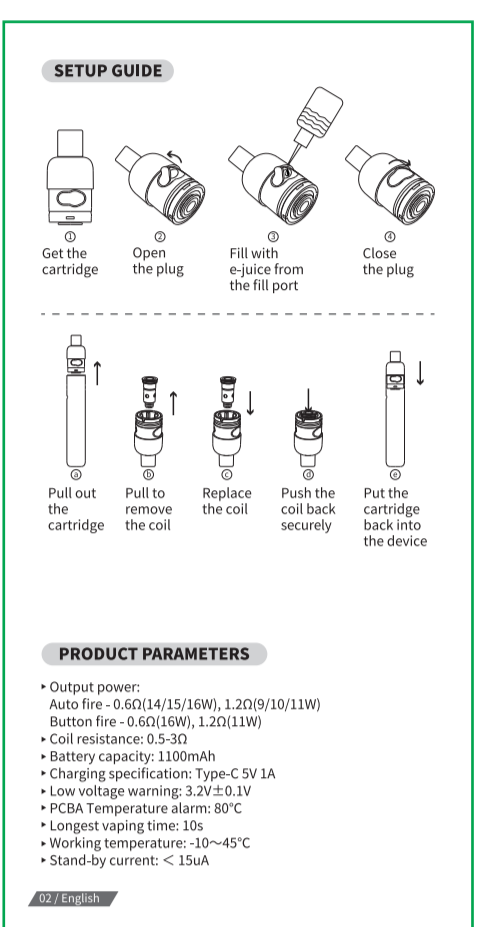 SETUP GUIDE
①
Get the
cartridge
②
Open
the plug
③
Fill with
e-juice from
the fill port
④
Close
the plug
ⓐ
Pull out
the
cartridge
ⓑ
Pull to
remove
the coil
ⓒ
Replace
the coil
ⓓ
Push the
coil back
securely
ⓔ
Put the
cartridge
back into
the device
PRODUCT PARAMETERS
‣ Output power:
Auto fire - 0.6Ω(14/15/16W), 1.2Ω(9/10/11W)
Button fire - 0.6Ω(16W), 1.2Ω(11W)
‣ Coil resistance: 0.5-3Ω
‣ Battery capacity: 1100mAh
‣ Charging specification: Type-C 5V 1A
‣ Low voltage warning: 3.2V±0.1V
‣ PCBA Temperature alarm: 80°C
‣ Longest vaping time: 10s
‣ Working temperature: -10～45°C
‣ Stand-by current: ＜ 15uA
02 / English